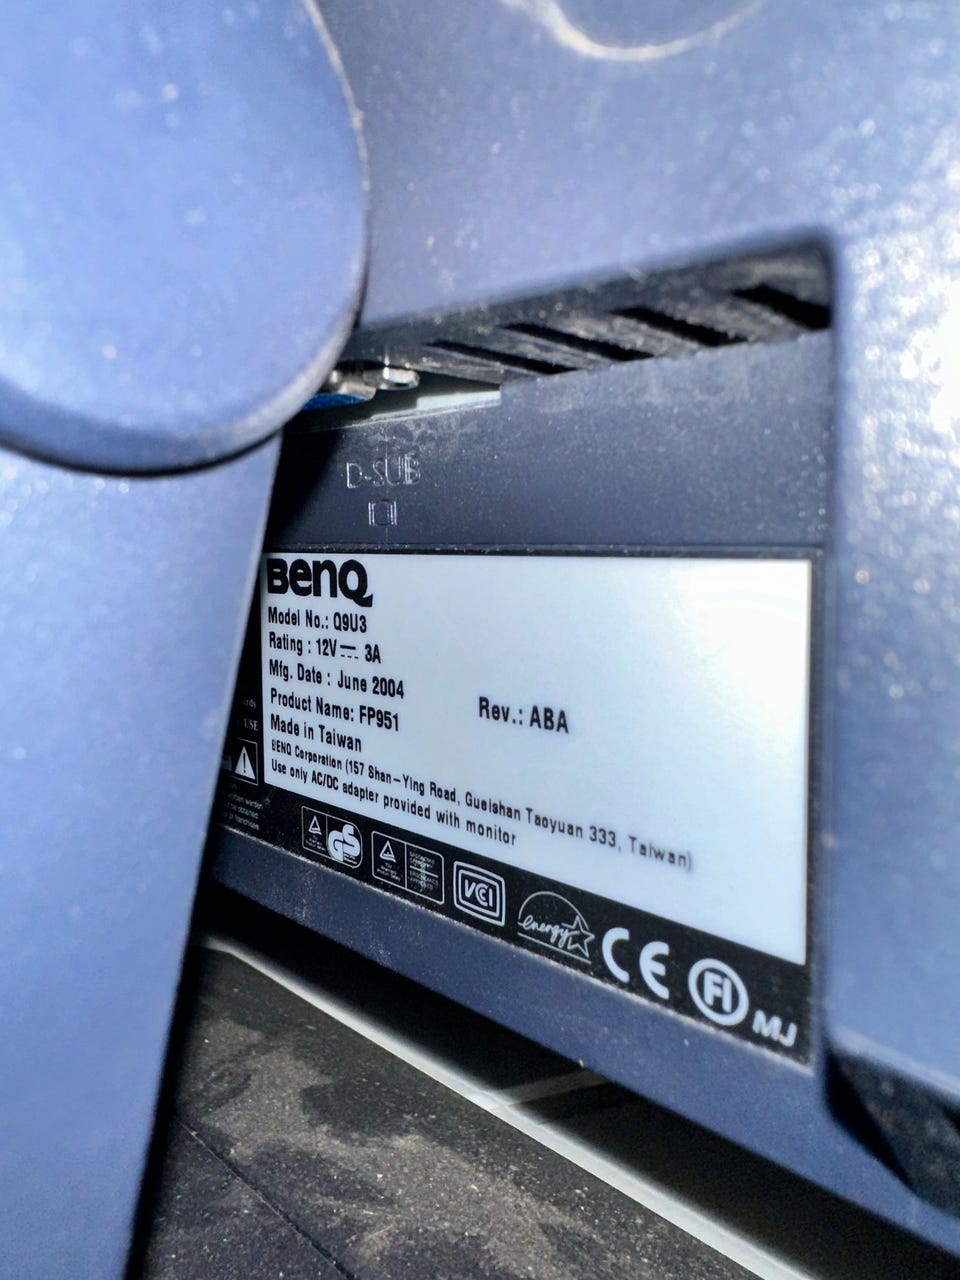 D-SUB
BenQ
Model No.: Q9U3
Rating : 12V ⎓ 3A
Mfg. Date : June 2004
Product Name: FP951
Rev.: ABA
Made in Taiwan
BENQ Corporation (157 Shan-Ying Road, Gueishan Taoyuan 333, Taiwan)
Use only AC/DC adapter provided with monitor
USE
GS
VCI
energy
CE
FI
MJ